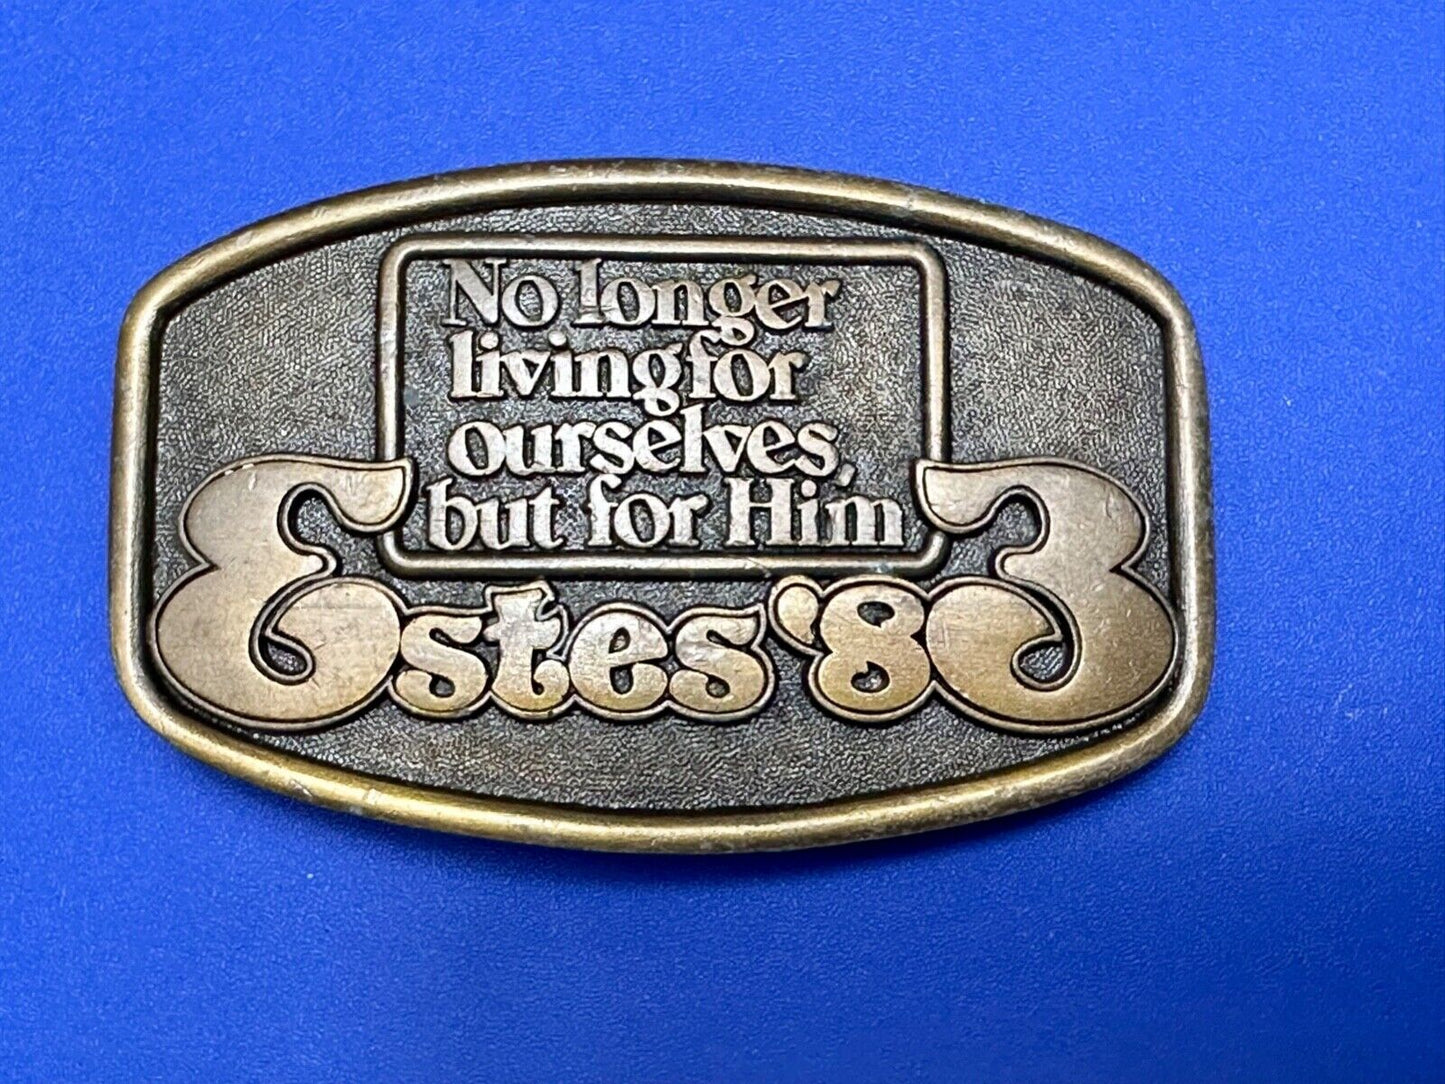 No longer
living for
ourselves,
but for Him
Estes '83